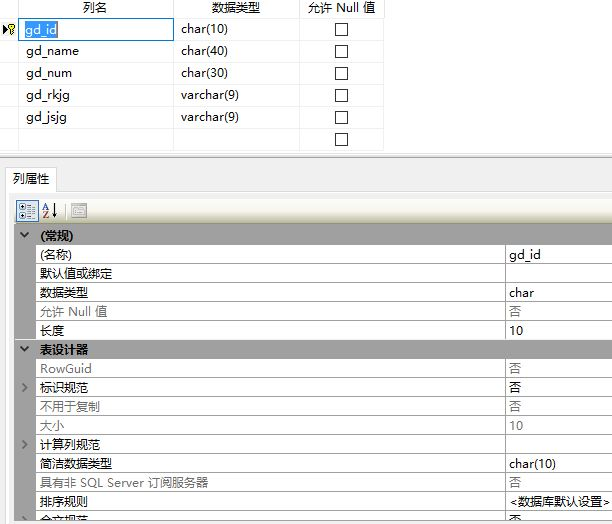 列名 数据类型 允许 Null 值
gd_id char(10)
gd_name char(40)
gd_num char(30)
gd_rkjg varchar(9)
gd_jsjg varchar(9)
列属性
(常规)
(名称) gd_id
默认值或绑定
数据类型 char
允许 Null 值 否
长度 10
表设计器
RowGuid 否
标识规范 否
不用于复制 否
大小 10
计算列规范
简洁数据类型 char(10)
具有非 SQL Server 订阅服务器 否
排序规则 <数据库默认设置>
全文规范 否